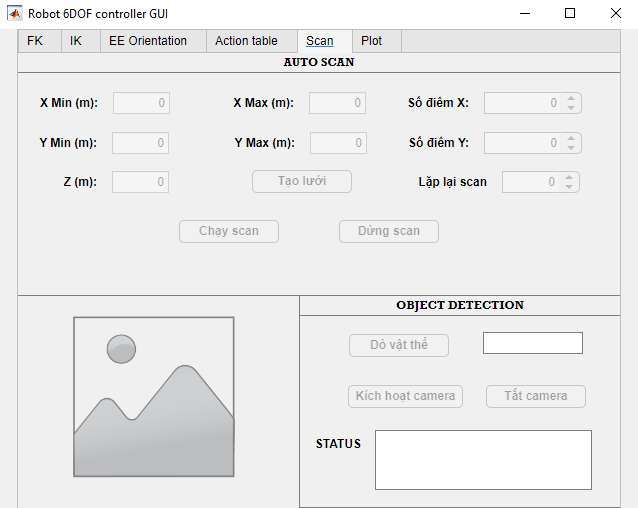 Robot 6DOF controller GUI
FK IK EE Orientation Action table Scan Plot
AUTO SCAN
X Min (m): 0 X Max (m): 0 Số điểm X: 0
Y Min (m): 0 Y Max (m): 0 Số điểm Y: 0
Z (m): 0 Tạo lưới Lặp lại scan 0
Chạy scan Dừng scan
OBJECT DETECTION
Dò vật thể
Kích hoạt camera Tắt camera
STATUS